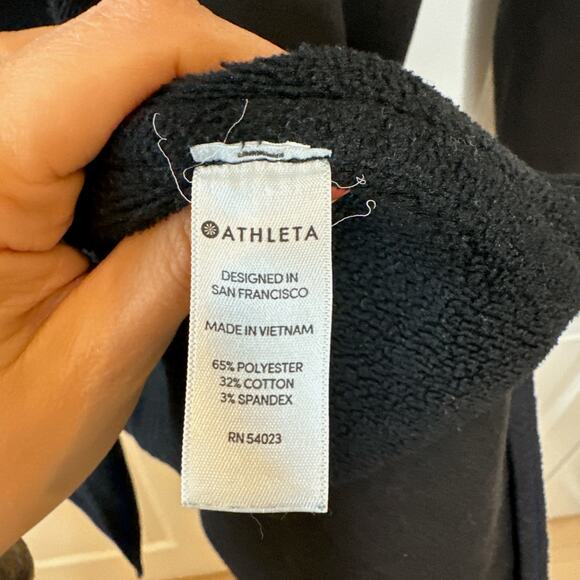 ATHLETA
DESIGNED IN
SAN FRANCISCO
MADE IN VIETNAM
65% POLYESTER
32% COTTON
3% SPANDEX
RN 54023